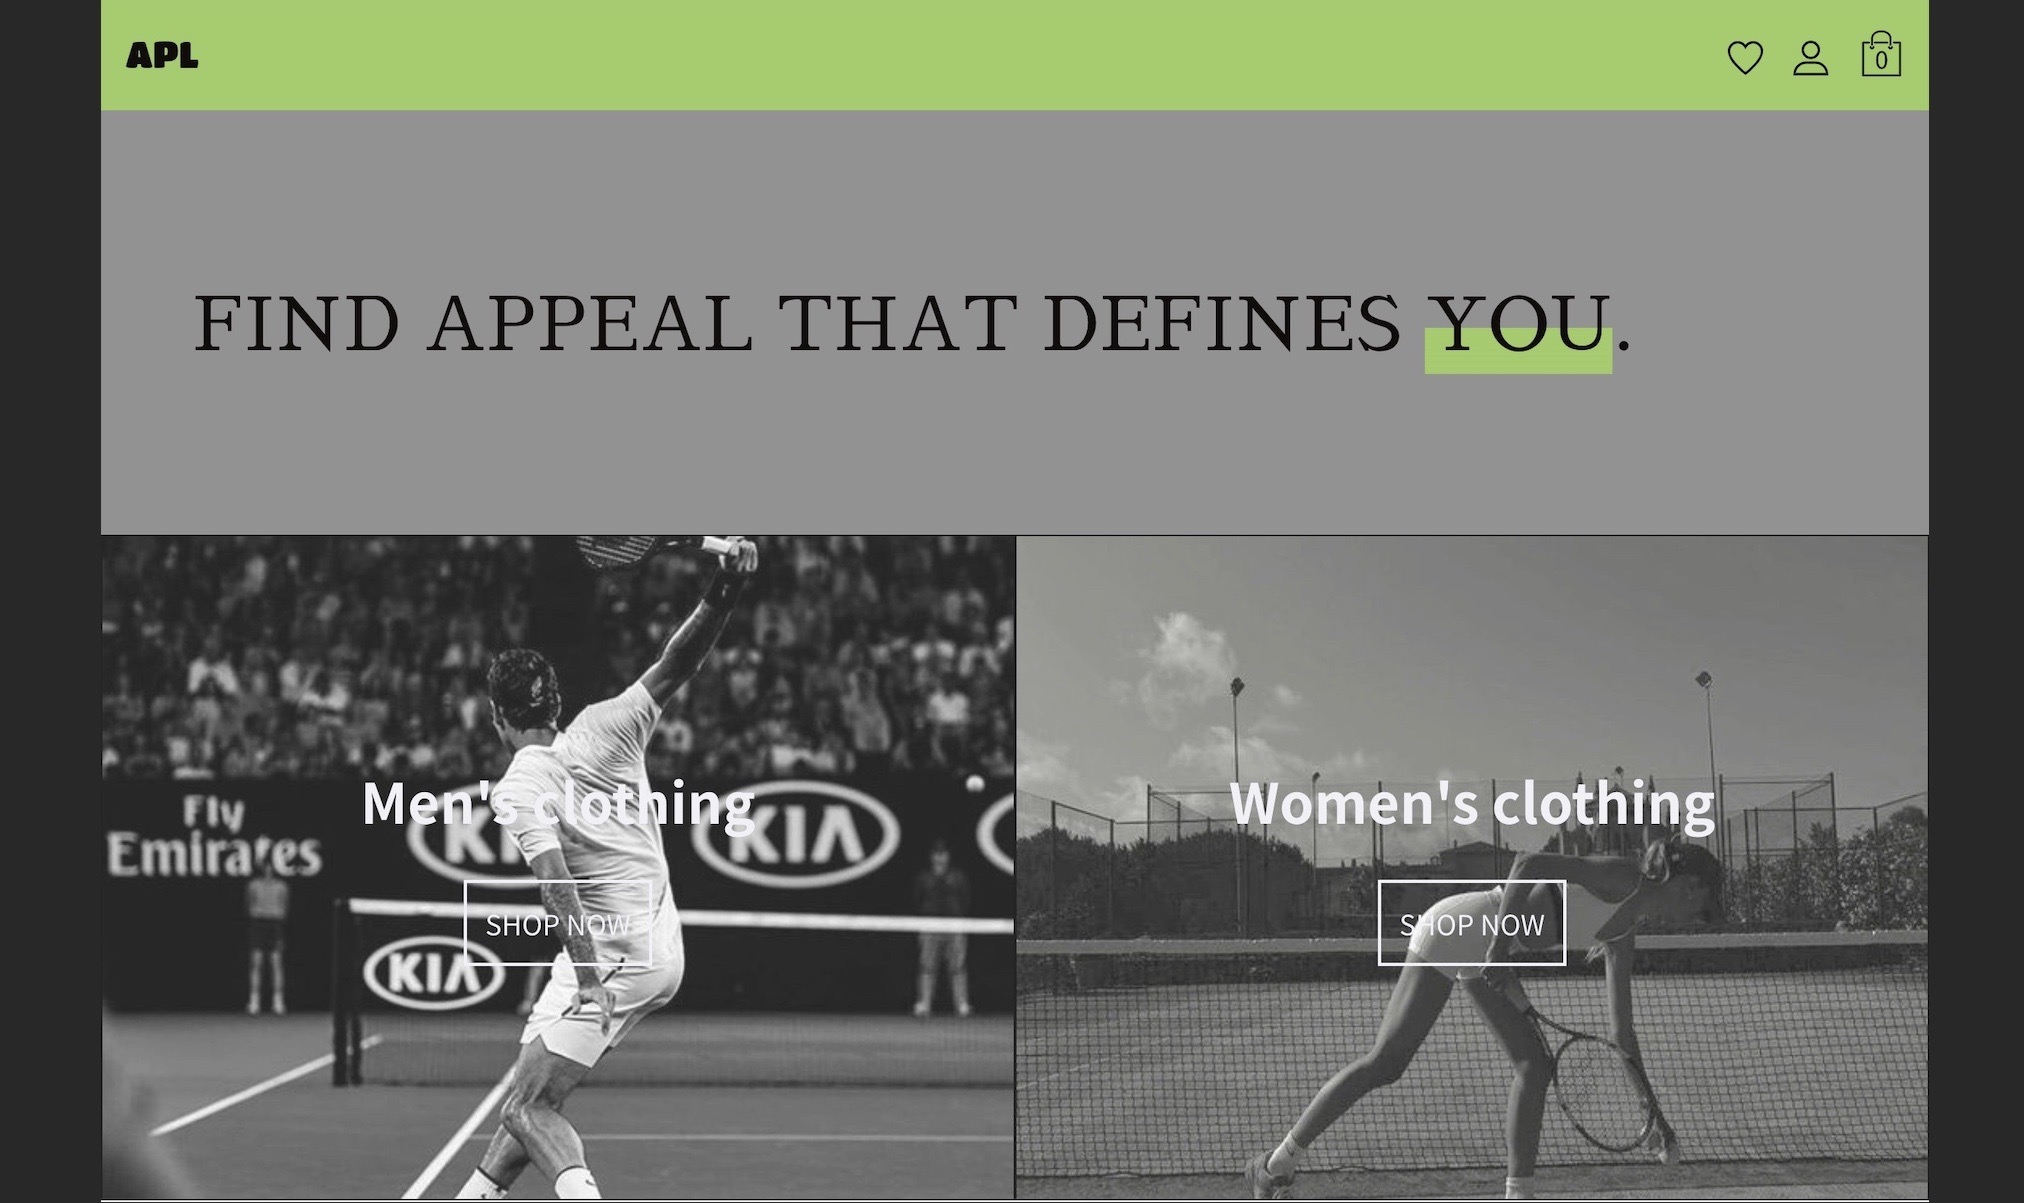 APL
0
FIND APPEAL THAT DEFINES YOU.
Men's clothing
SHOP NOW
Fly
Emirates
KIA
KIA
Women's clothing
SHOP NOW